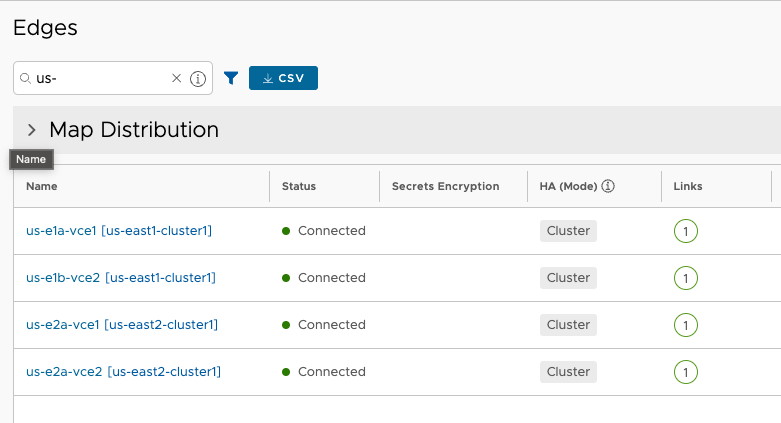 Edges
us-
CSV
Map Distribution
Name
Name Status Secrets Encryption HA (Mode) Links
us-e1a-vce1 [us-east1-cluster1] Connected Cluster 1
us-e1b-vce2 [us-east1-cluster1] Connected Cluster 1
us-e2a-vce1 [us-east2-cluster1] Connected Cluster 1
us-e2a-vce2 [us-east2-cluster1] Connected Cluster 1